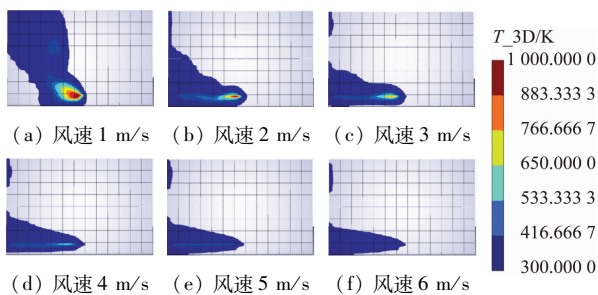 T_3D/K
1 000.000 0
883.333 3
766.666 7
650.000 0
533.333 3
416.666 7
300.000 0
(a) 风速 1 m/s
(b) 风速 2 m/s
(c) 风速 3 m/s
(d) 风速 4 m/s
(e) 风速 5 m/s
(f) 风速 6 m/s